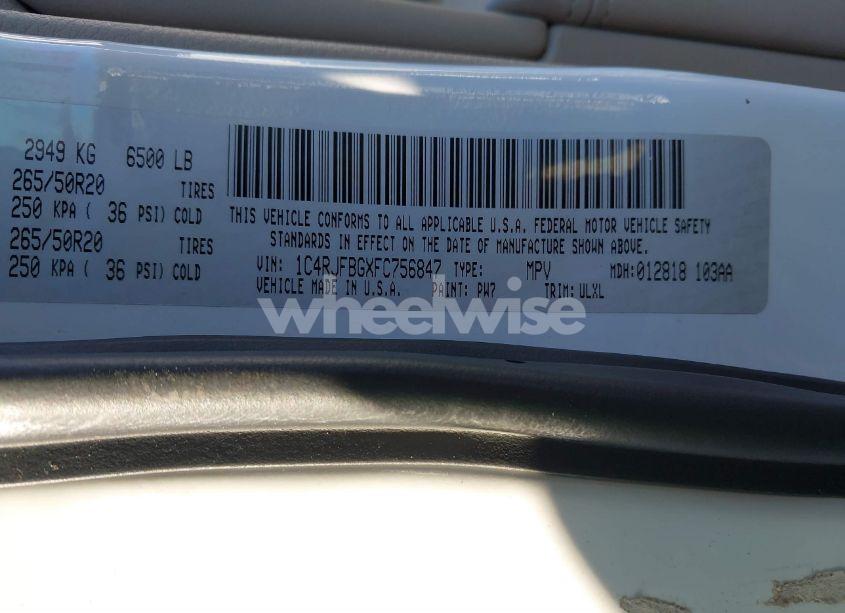 2949 KG 6500 LB
265/50R20 TIRES
250 KPA ( 36 PSI) COLD
265/50R20 TIRES
250 KPA ( 36 PSI) COLD
THIS VEHICLE CONFORMS TO ALL APPLICABLE U.S.A. FEDERAL MOTOR VEHICLE SAFETY
STANDARDS IN EFFECT ON THE DATE OF MANUFACTURE SHOWN ABOVE.
VIN: 1C4RJFBGXFC756847 TYPE: MPV MDH:012818 103AA
VEHICLE MADE IN U.S.A. PAINT: PW7 TRIM: ULXL
wheelwise